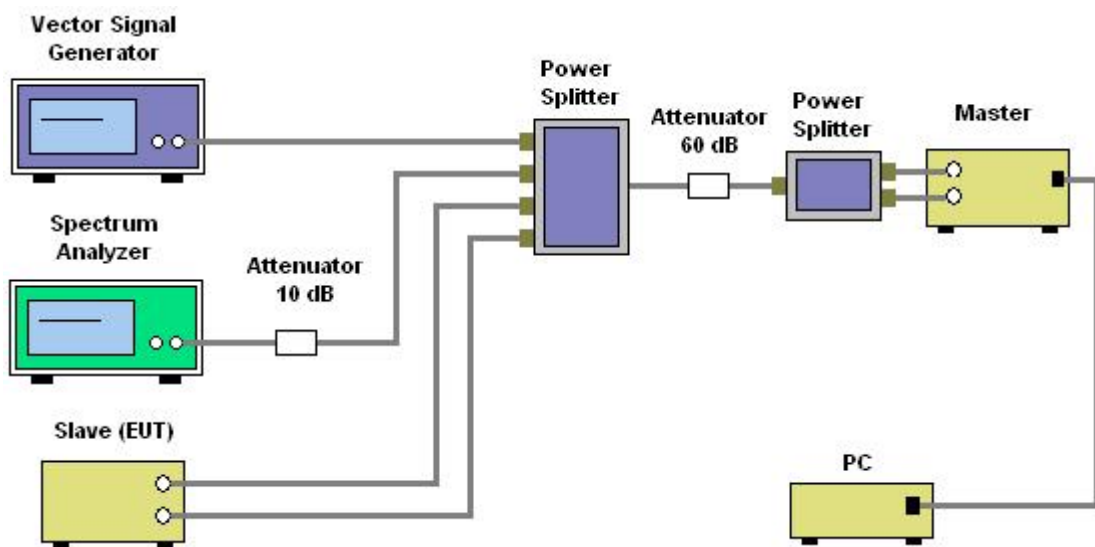 Vector Signal
Generator
Power
Splitter
Attenuator
60 dB
Power
Splitter
Master
Spectrum
Analyzer
Attenuator
10 dB
Slave (EUT)
PC